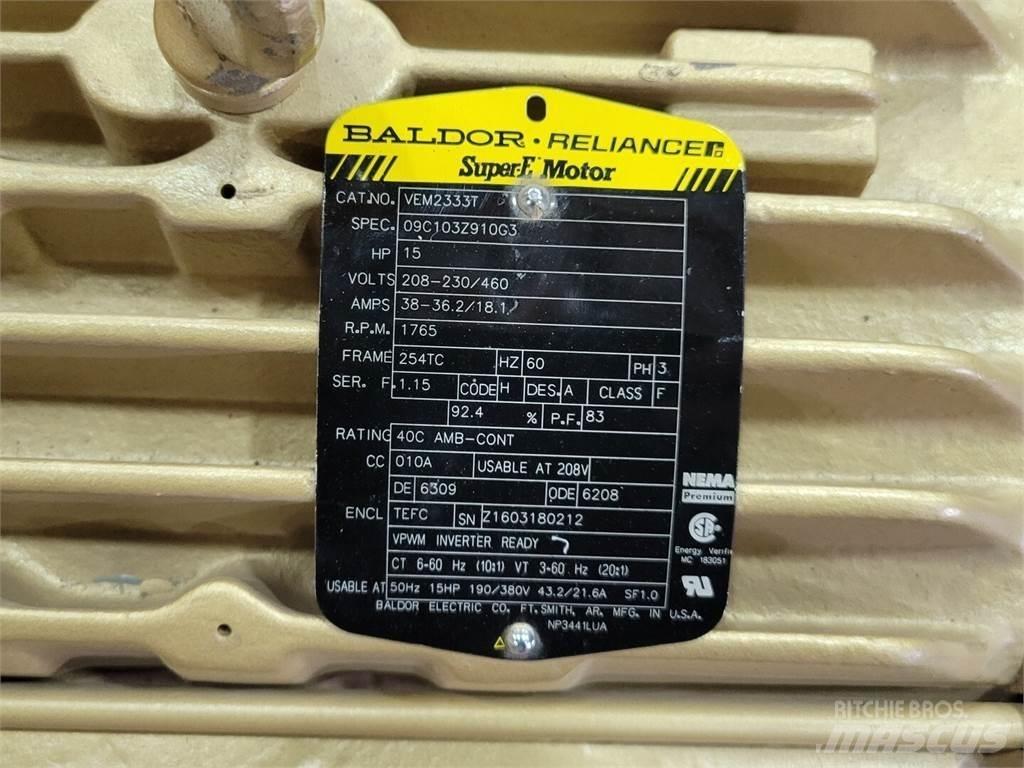 BALDOR · RELIANCE
Super-E Motor
CAT.NO. VEM2333T
SPEC. 09C103Z910G3
HP 15
VOLTS 208-230/460
AMPS 38-36.2/18.1
R.P.M. 1765
FRAME 254TC HZ 60 PH 3
SER. F. 1.15 CODE H DES. A CLASS F
92.4 % P.F. 83
RATING 40C AMB-CONT
CC 010A USABLE AT 208V
DE 6309 ODE 6208
ENCL TEFC SN Z1603180212
VPWM INVERTER READY
CT 6-60 Hz (10:1) VT 3-60 Hz (20:1)
USABLE AT 50Hz 15HP 190/380V 43.2/21.6A SF1.0
BALDOR ELECTRIC CO. FT.SMITH, AR. MFG. IN U.S.A.
NP3441LUA
NEMA
Premium
Energy Verifie
MC 183051
RITCHIE BROS.
MASCUS